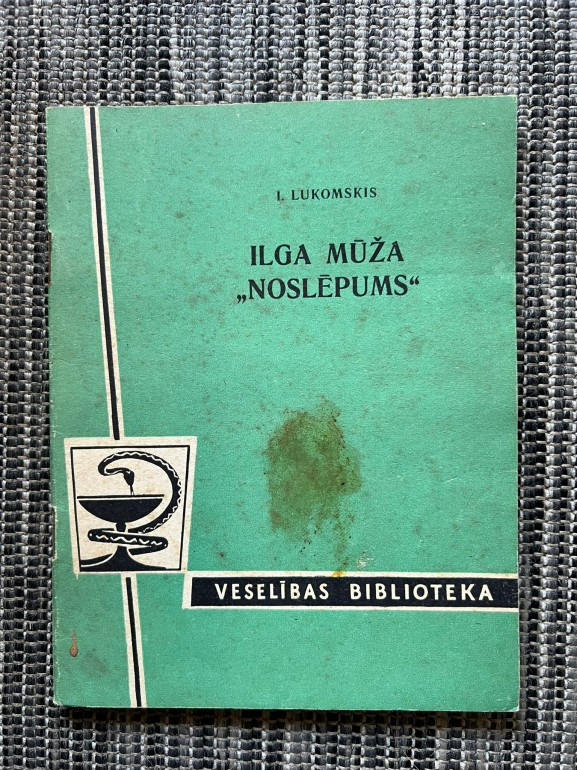 I. LUKOMSKIS
ILGA MŪŽA
„NOSLĒPUMS“
VESELĪBAS BIBLIOTEKA